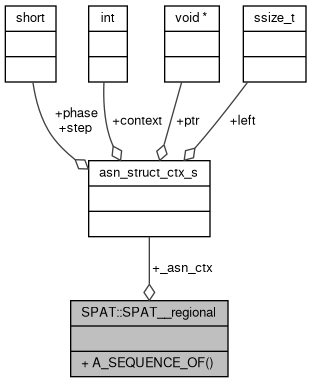 short
int
void *
ssize_t
+phase
+step
+context
+ptr
+left
asn_struct_ctx_s
+_asn_ctx
SPAT::SPAT__regional
+ A_SEQUENCE_OF()